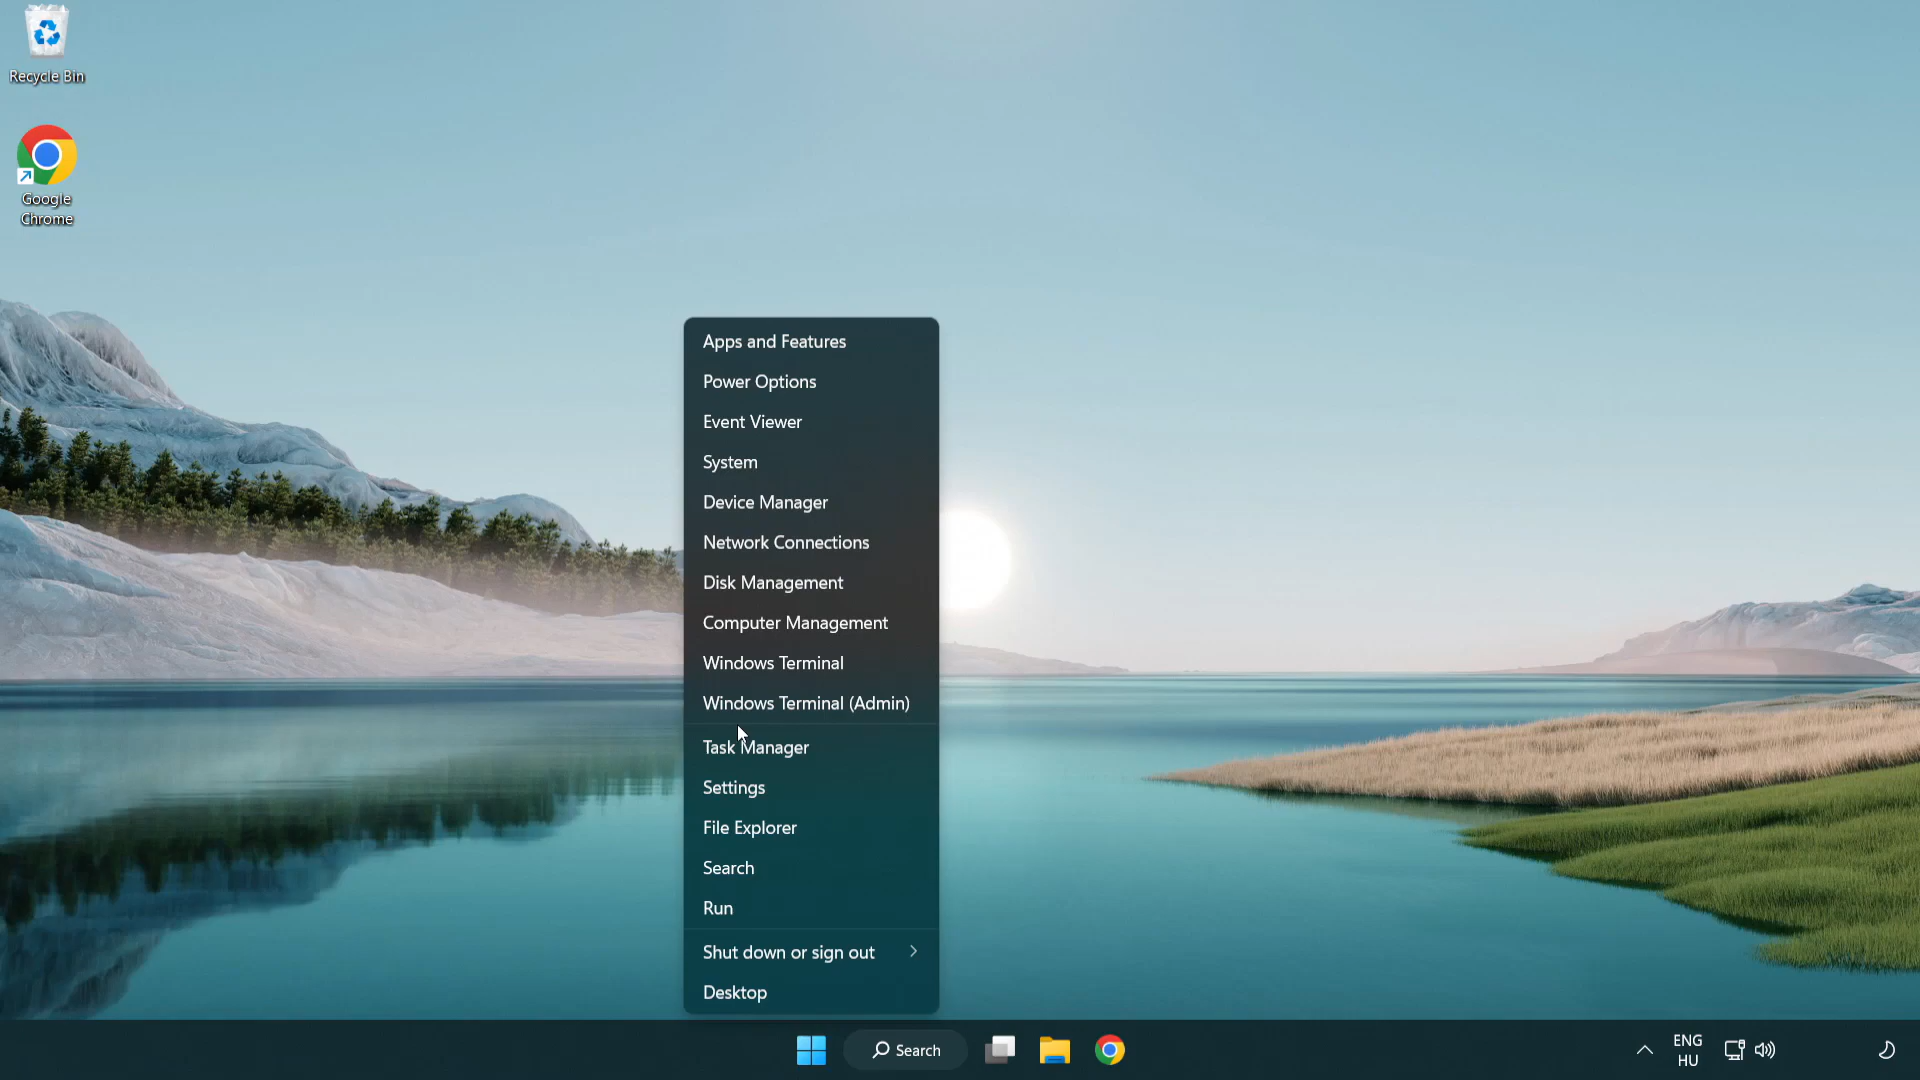 Recycle Bin
Google
Chrome
Apps and Features
Power Options
Event Viewer
System
Device Manager
Network Connections
Disk Management
Computer Management
Windows Terminal
Windows Terminal (Admin)
Task Manager
Settings
File Explorer
Search
Run
Shut down or sign out
Desktop
Search
ENG
HU